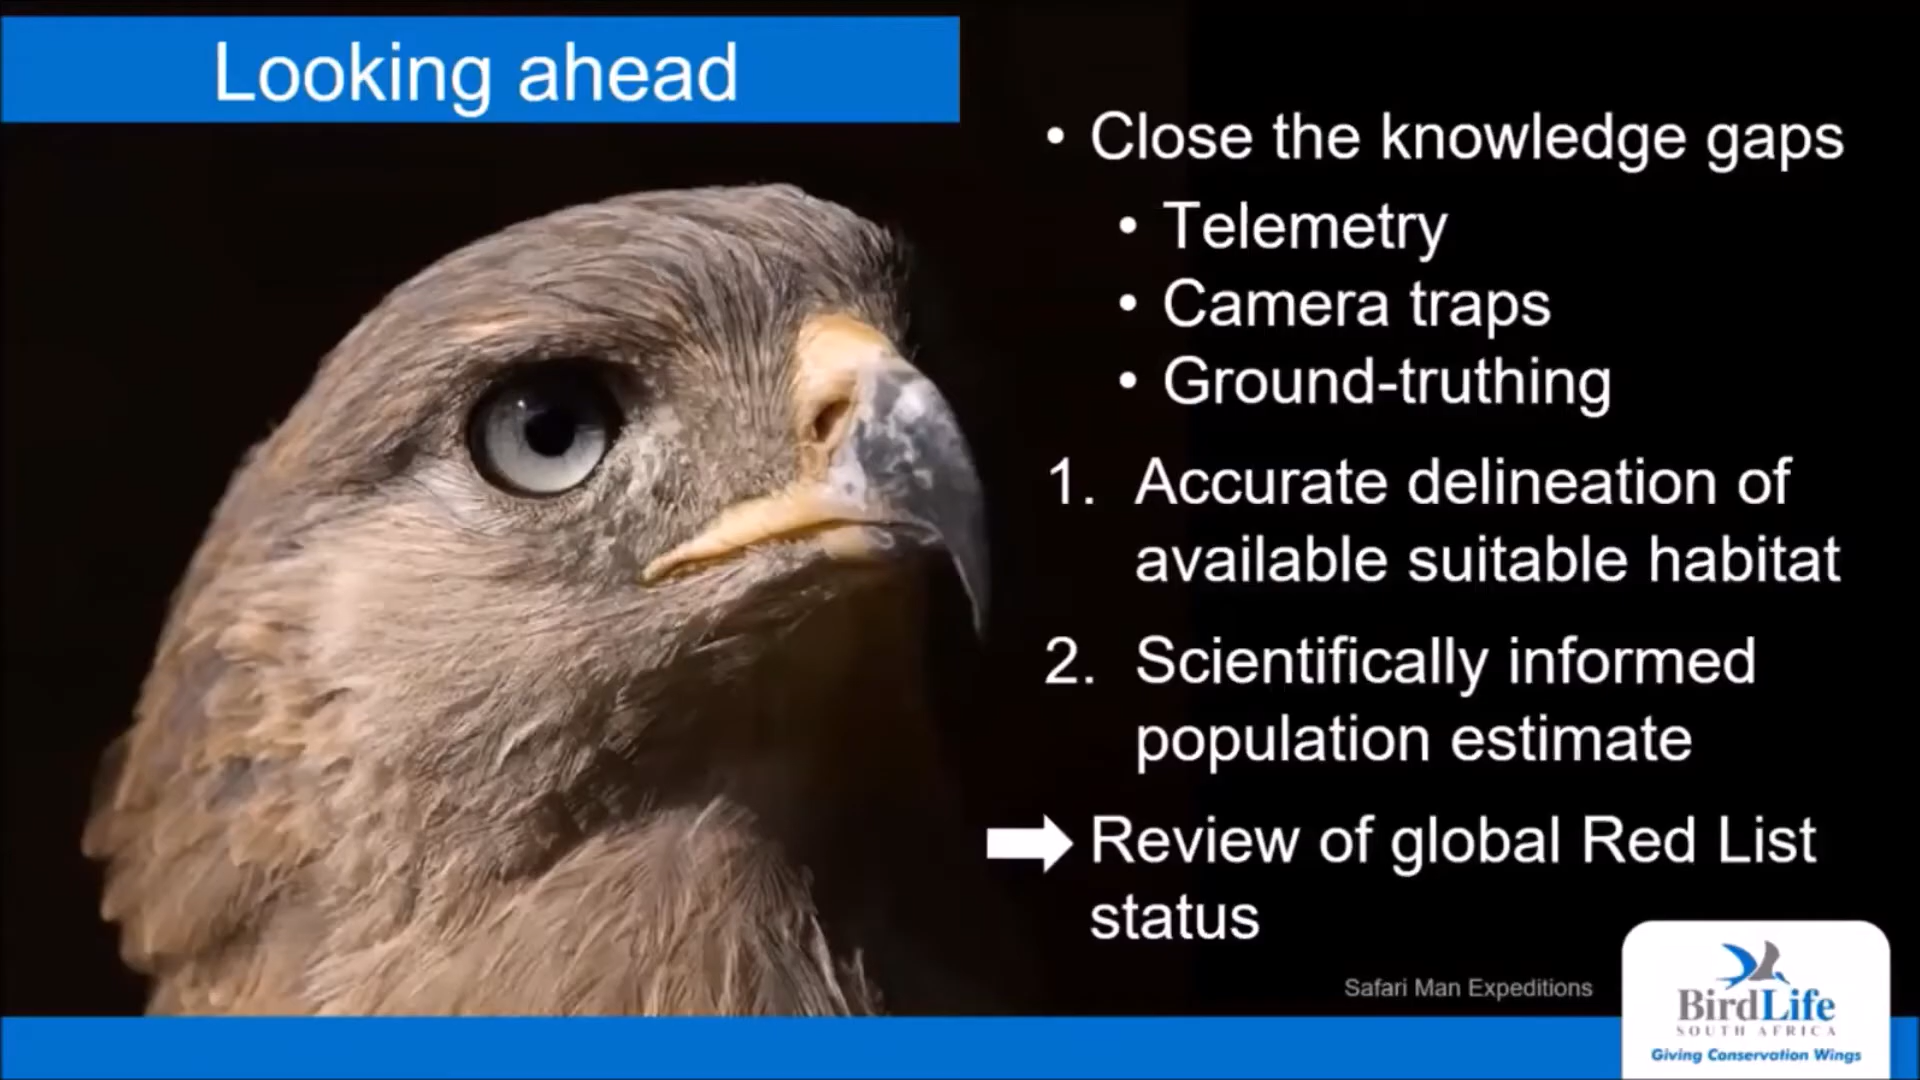 Looking ahead
• Close the knowledge gaps
• Telemetry
• Camera traps
• Ground-truthing
1. Accurate delineation of
available suitable habitat
2. Scientifically informed
population estimate
Review of global Red List
status
Safari Man Expeditions
BirdLife
SOUTH AFRICA
Giving Conservation Wings